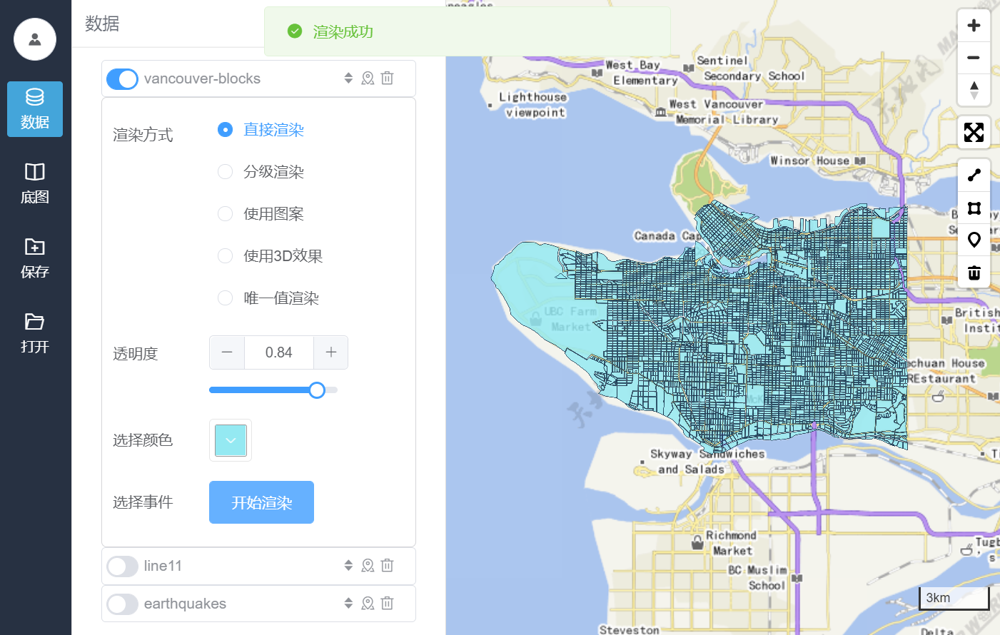 数据
底图
保存
打开
数据
渲染成功
vancouver-blocks
渲染方式
直接渲染
分级渲染
使用图案
使用3D效果
唯一值渲染
透明度
0.84
选择颜色
选择事件
开始渲染
line11
earthquakes
West Bay
Elementary
Sentinel
Secondary School
Lighthouse
viewpoint
West Vancouver
Memorial Library
Winsor House
Canada
UBC Farm
Market
British
Instit
House
REstaurant
Skyway Sandwiches
and Salads
Richmond
Market
BC Muslim
School
Steveston
Delta
3km